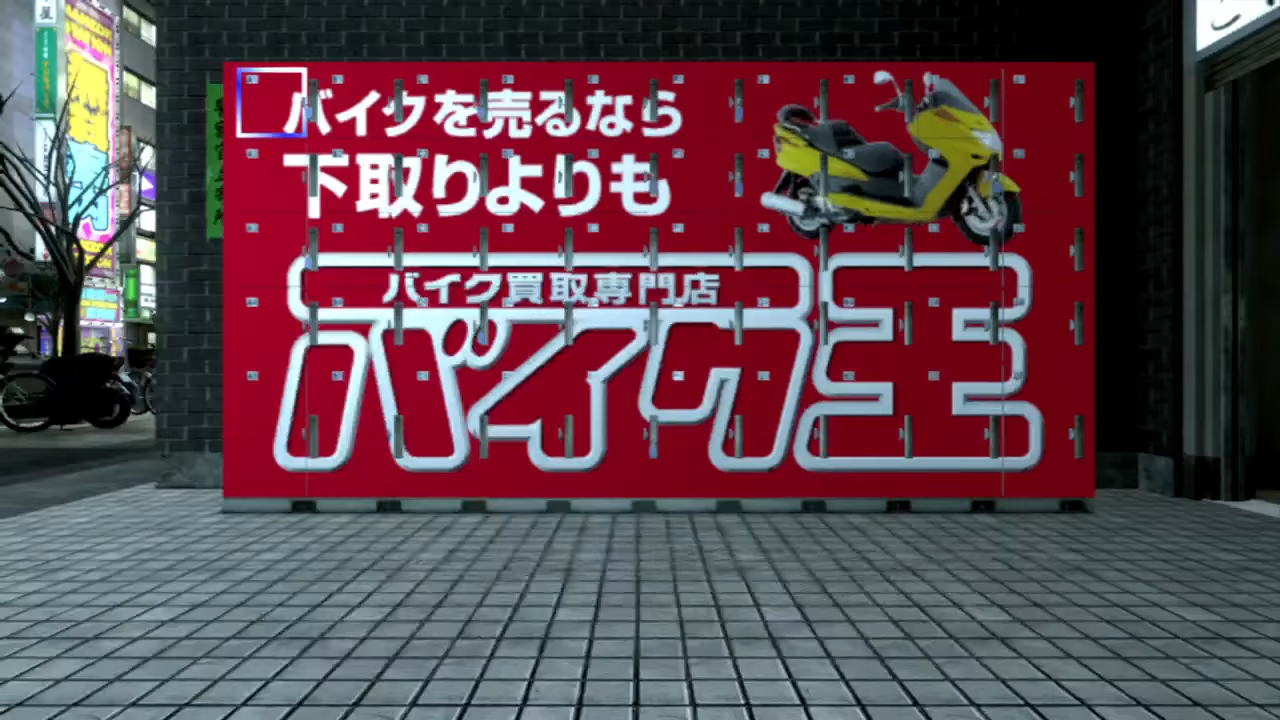 バイクを売るなら
下取りよりも
バイク買取専門店
バイク王